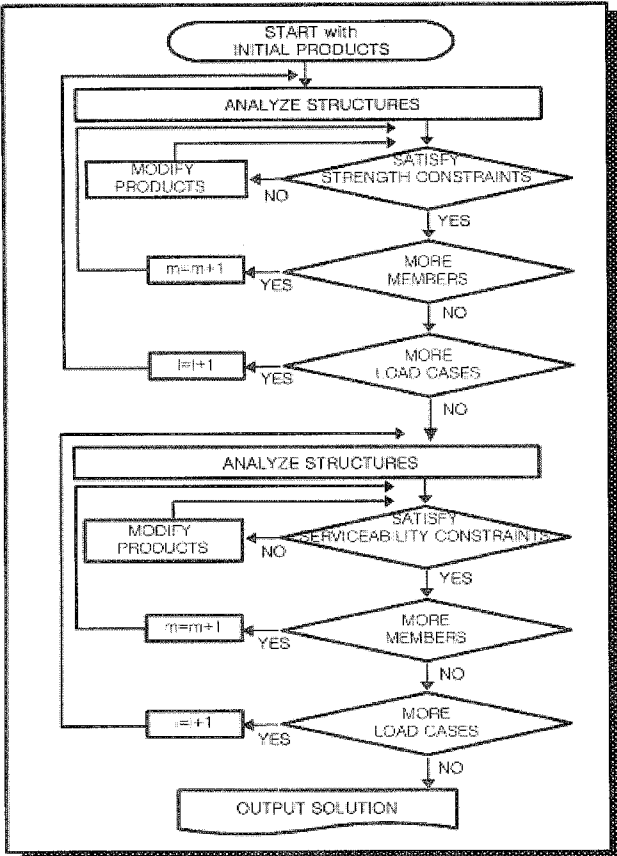 START with
INITIAL PRODUCTS
ANALYZE STRUCTURES
MODIFY
PRODUCTS
NO
SATISFY
STRENGTH CONSTRAINTS
YES
m=m+1
YES
MORE
MEMBERS
NO
l=l+1
YES
MORE
LOAD CASES
NO
ANALYZE STRUCTURES
MODIFY
PRODUCTS
NO
SATISFY
SERVICEABILITY CONSTRAINTS
YES
m=m+1
YES
MORE
MEMBERS
NO
l=l+1
YES
MORE
LOAD CASES
NO
OUTPUT SOLUTION